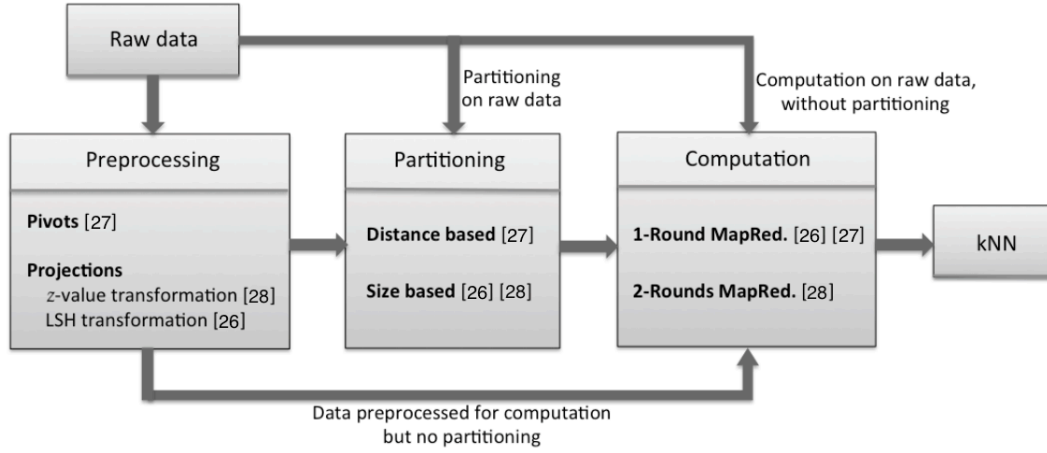 Raw data
Partitioning
on raw data
Computation on raw data,
without partitioning
Preprocessing
Pivots [27]
Projections
z-value transformation [28]
LSH transformation [26]
Partitioning
Distance based [27]
Size based [26] [28]
Computation
1-Round MapRed. [26] [27]
2-Rounds MapRed. [28]
kNN
Data preprocessed for computation
but no partitioning